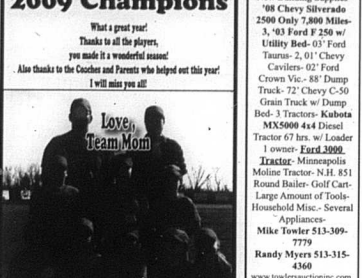 2009 Champions
What a great year!
Thanks to all the players,
you made it a wonderful season!
Also thanks to the Coaches and Parents who helped out this year!
I will miss you all!
Love,
Team Mom
'08 Chevy Silverado
2500 Only 7,800 Miles-
3, '03 Ford F 250 w/
Utility Bed- 03' Ford
Taurus- 2, 01' Chevy
Cavilers- 02' Ford
Crown Vic.- 88' Dump
Truck- 72' Chevy C-50
Grain Truck w/ Dump
Bed- 3 Tractors- Kubota
MX5000 4x4 Diesel
Tractor 67 hrs. w/ Loader
1 owner- Ford 3000
Tractor- Minneapolis
Moline Tractor- N.H. 851
Round Bailer- Golf Cart-
Large Amount of Tools-
Household Misc.- Several
Appliances-
Mike Towler 513-309-
7779
Randy Myers 513-315-
4360
www.towlersauctioninc.com